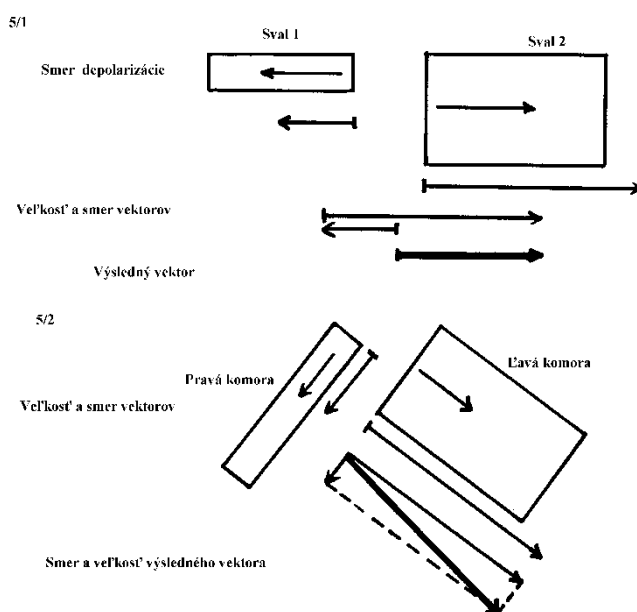 5/1
Sval 1
Sval 2
Smer depolarizácie
Veľkosť a smer vektorov
Výsledný vektor
5/2
Pravá komora
Ľavá komora
Veľkosť a smer vektorov
Smer a veľkosť výsledného vektora